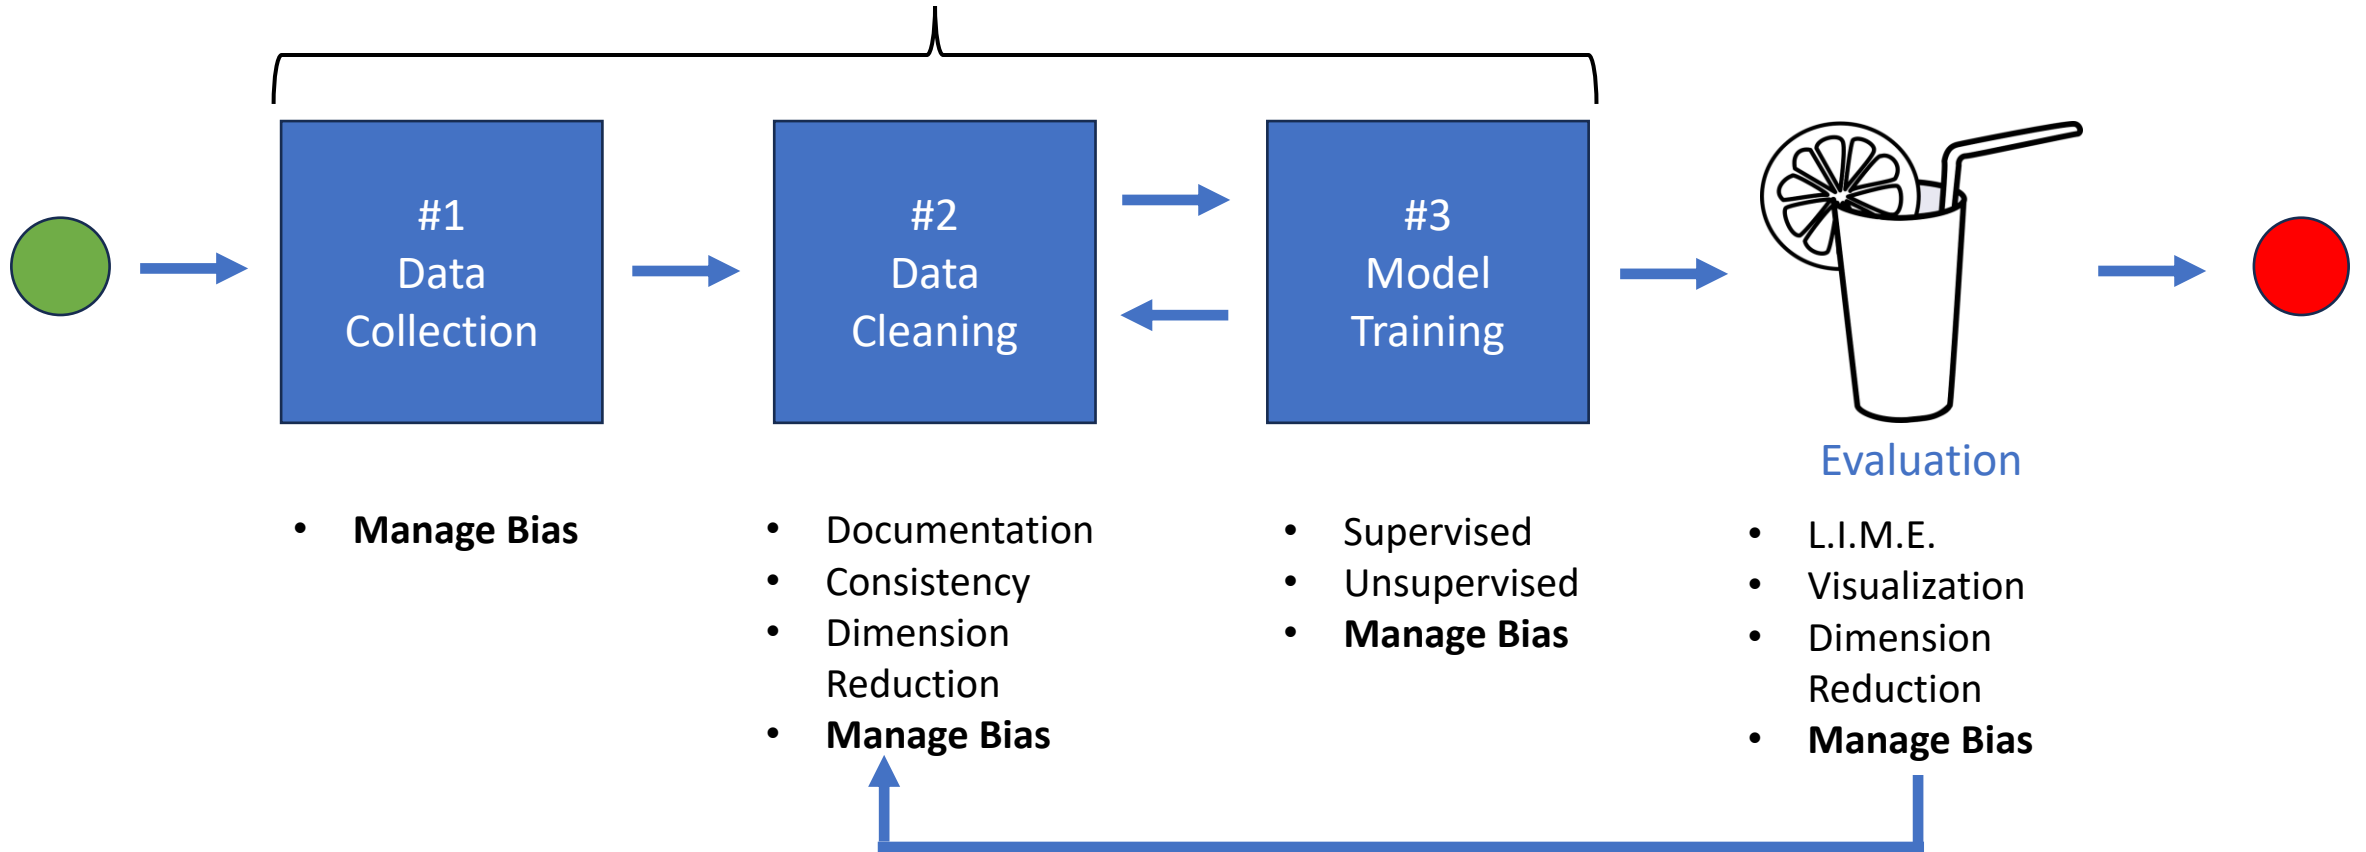 #1
Data
Collection
#2
Data
Cleaning
#3
Model
Training
Evaluation
• Manage Bias
• Documentation
• Consistency
• Dimension
Reduction
• Manage Bias
• Supervised
• Unsupervised
• Manage Bias
• L.I.M.E.
• Visualization
• Dimension
Reduction
• Manage Bias